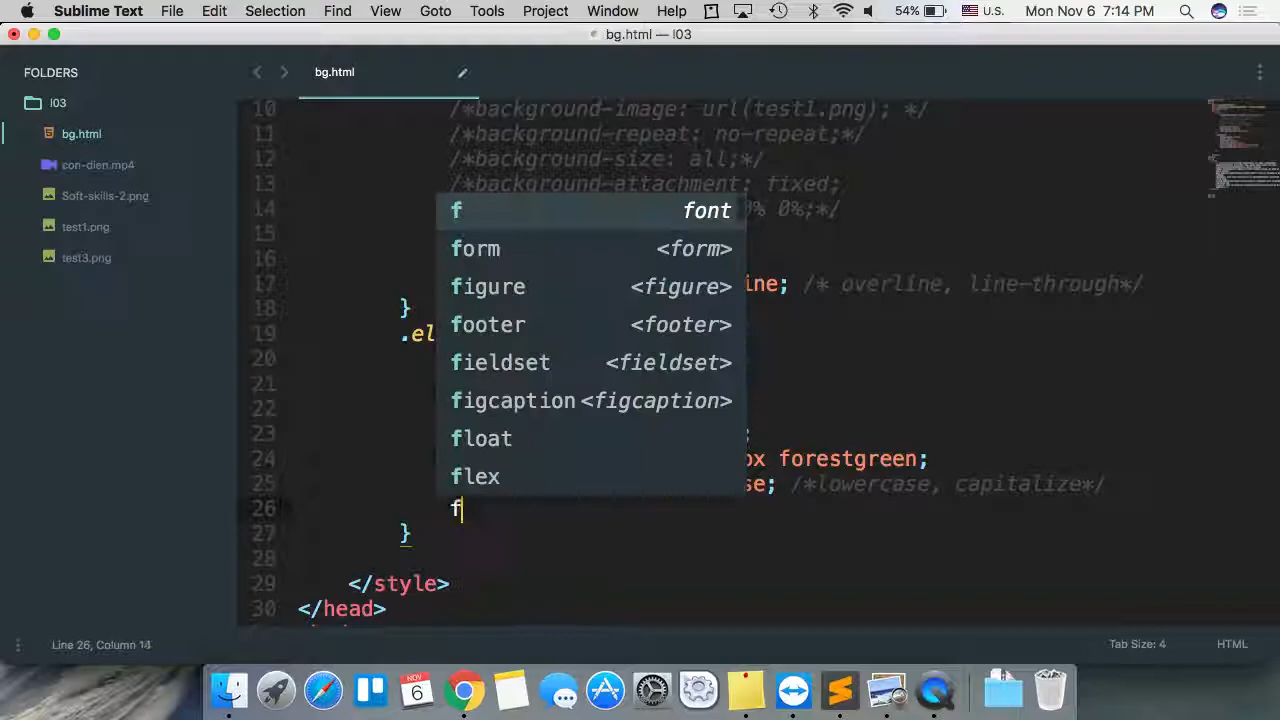 Sublime Text File Edit Selection Find View Goto Tools Project Window Help 54% U.S. Mon Nov 6 7:14 PM
bg.html — l03
FOLDERS
l03
bg.html
con-dien.mp4
Soft-skills-2.png
test1.png
test3.png
bg.html
10 /*background-image: url(test1.png); */
11 /*background-repeat: no-repeat;*/
12 /*background-size: all;*/
13 /*background-attachment: fixed;
14 % 0%;*/
15
16
17 ine; /* overline, line-through*/
18 }
19 .el
20
21
22
23 ;
24 ox forestgreen;
25 se; /*lowercase, capitalize*/
26 f
27 }
28
29 </style>
30 </head>
f font
form <form>
figure <figure>
footer <footer>
fieldset <fieldset>
figcaption <figcaption>
float
flex
Line 26, Column 14
Tab Size: 4 HTML
NOV
6